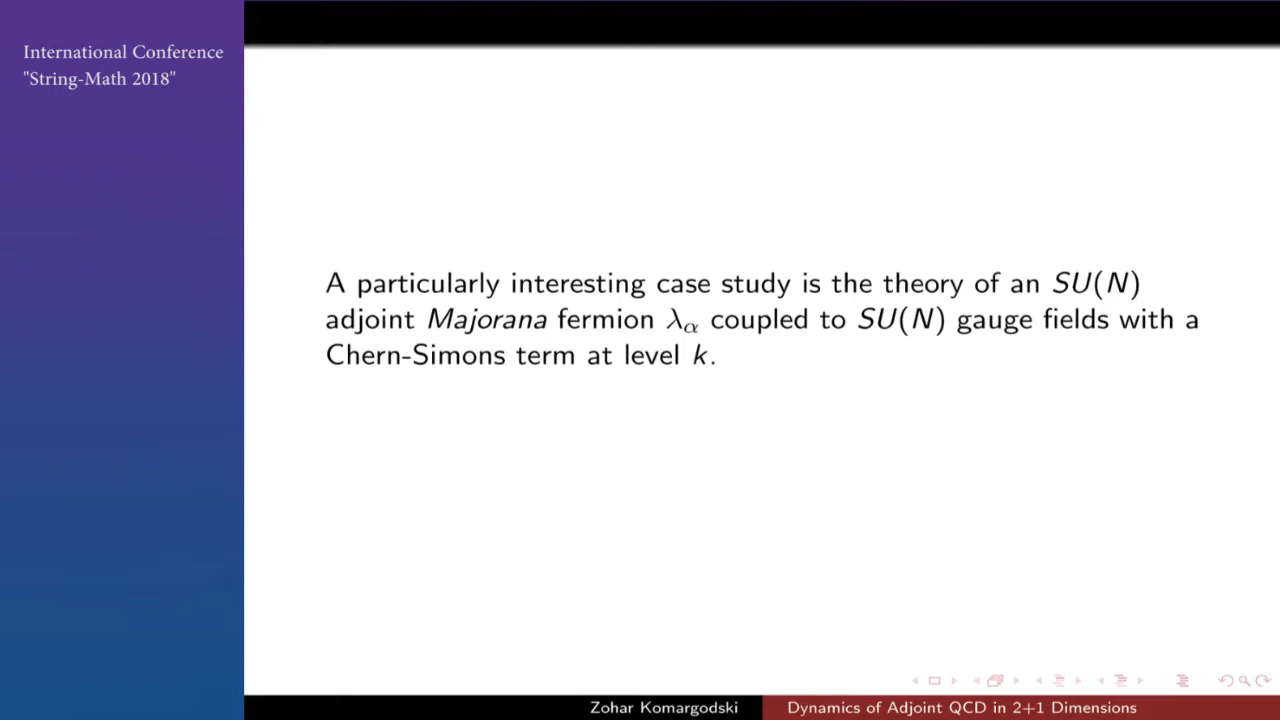 International Conference
"String-Math 2018"
A particularly interesting case study is the theory of an SU(N)
adjoint Majorana fermion λα coupled to SU(N) gauge fields with a
Chern-Simons term at level k.
Zohar Komargodski
Dynamics of Adjoint QCD in 2+1 Dimensions